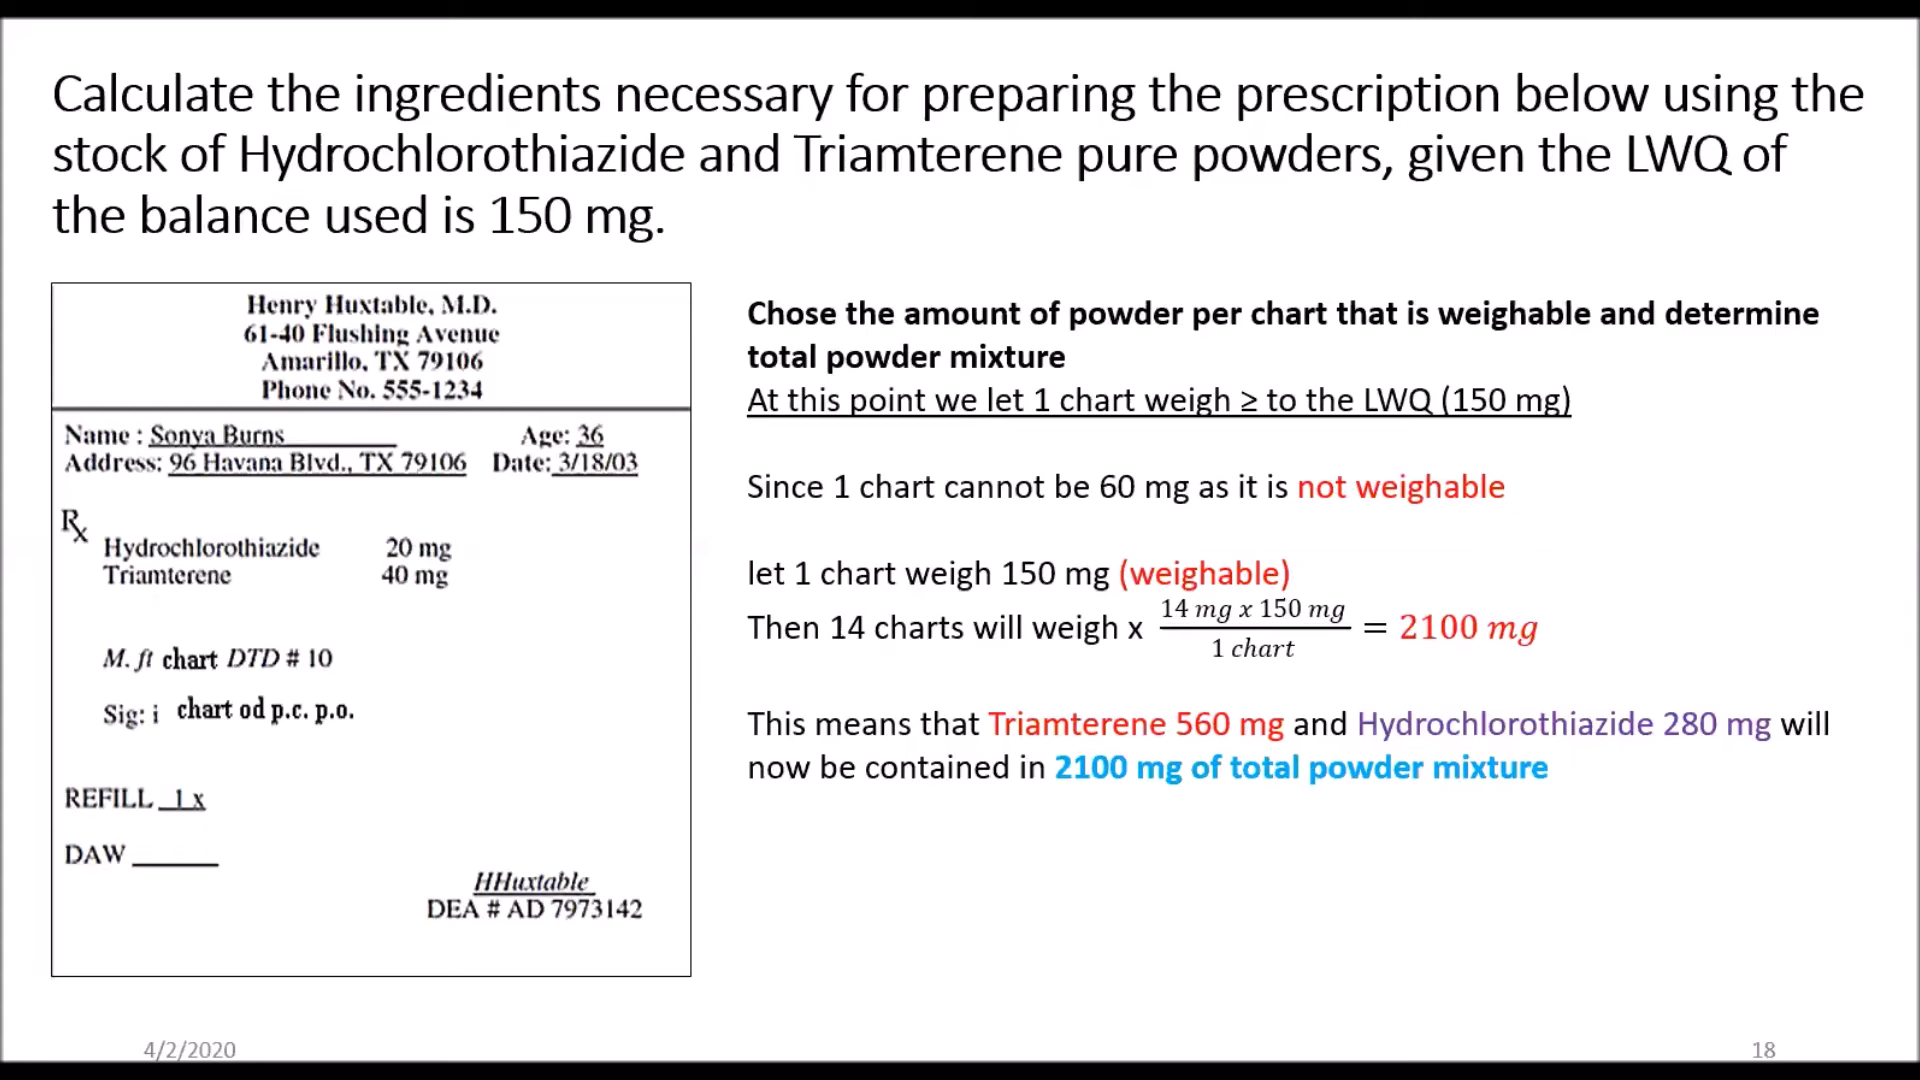 Calculate the ingredients necessary for preparing the prescription below using the
stock of Hydrochlorothiazide and Triamterene pure powders, given the LWQ of
the balance used is 150 mg.
Henry Huxtable, M.D.
61-40 Flushing Avenue
Amarillo, TX 79106
Phone No. 555-1234
Name : Sonya Burns Age: 36
Address: 96 Havana Blvd., TX 79106 Date: 3/18/03
Rx
Hydrochlorothiazide 20 mg
Triamterene 40 mg
M. ft chart DTD # 10
Sig: i chart od p.c. p.o.
REFILL 1 x
DAW ______
HHuxtable
DEA # AD 7973142
Chose the amount of powder per chart that is weighable and determine
total powder mixture
At this point we let 1 chart weigh ≥ to the LWQ (150 mg)
Since 1 chart cannot be 60 mg as it is not weighable
let 1 chart weigh 150 mg (weighable)
Then 14 charts will weigh x 14 mg x 150 mg / 1 chart = 2100 mg
This means that Triamterene 560 mg and Hydrochlorothiazide 280 mg will
now be contained in 2100 mg of total powder mixture
4/2/2020
18